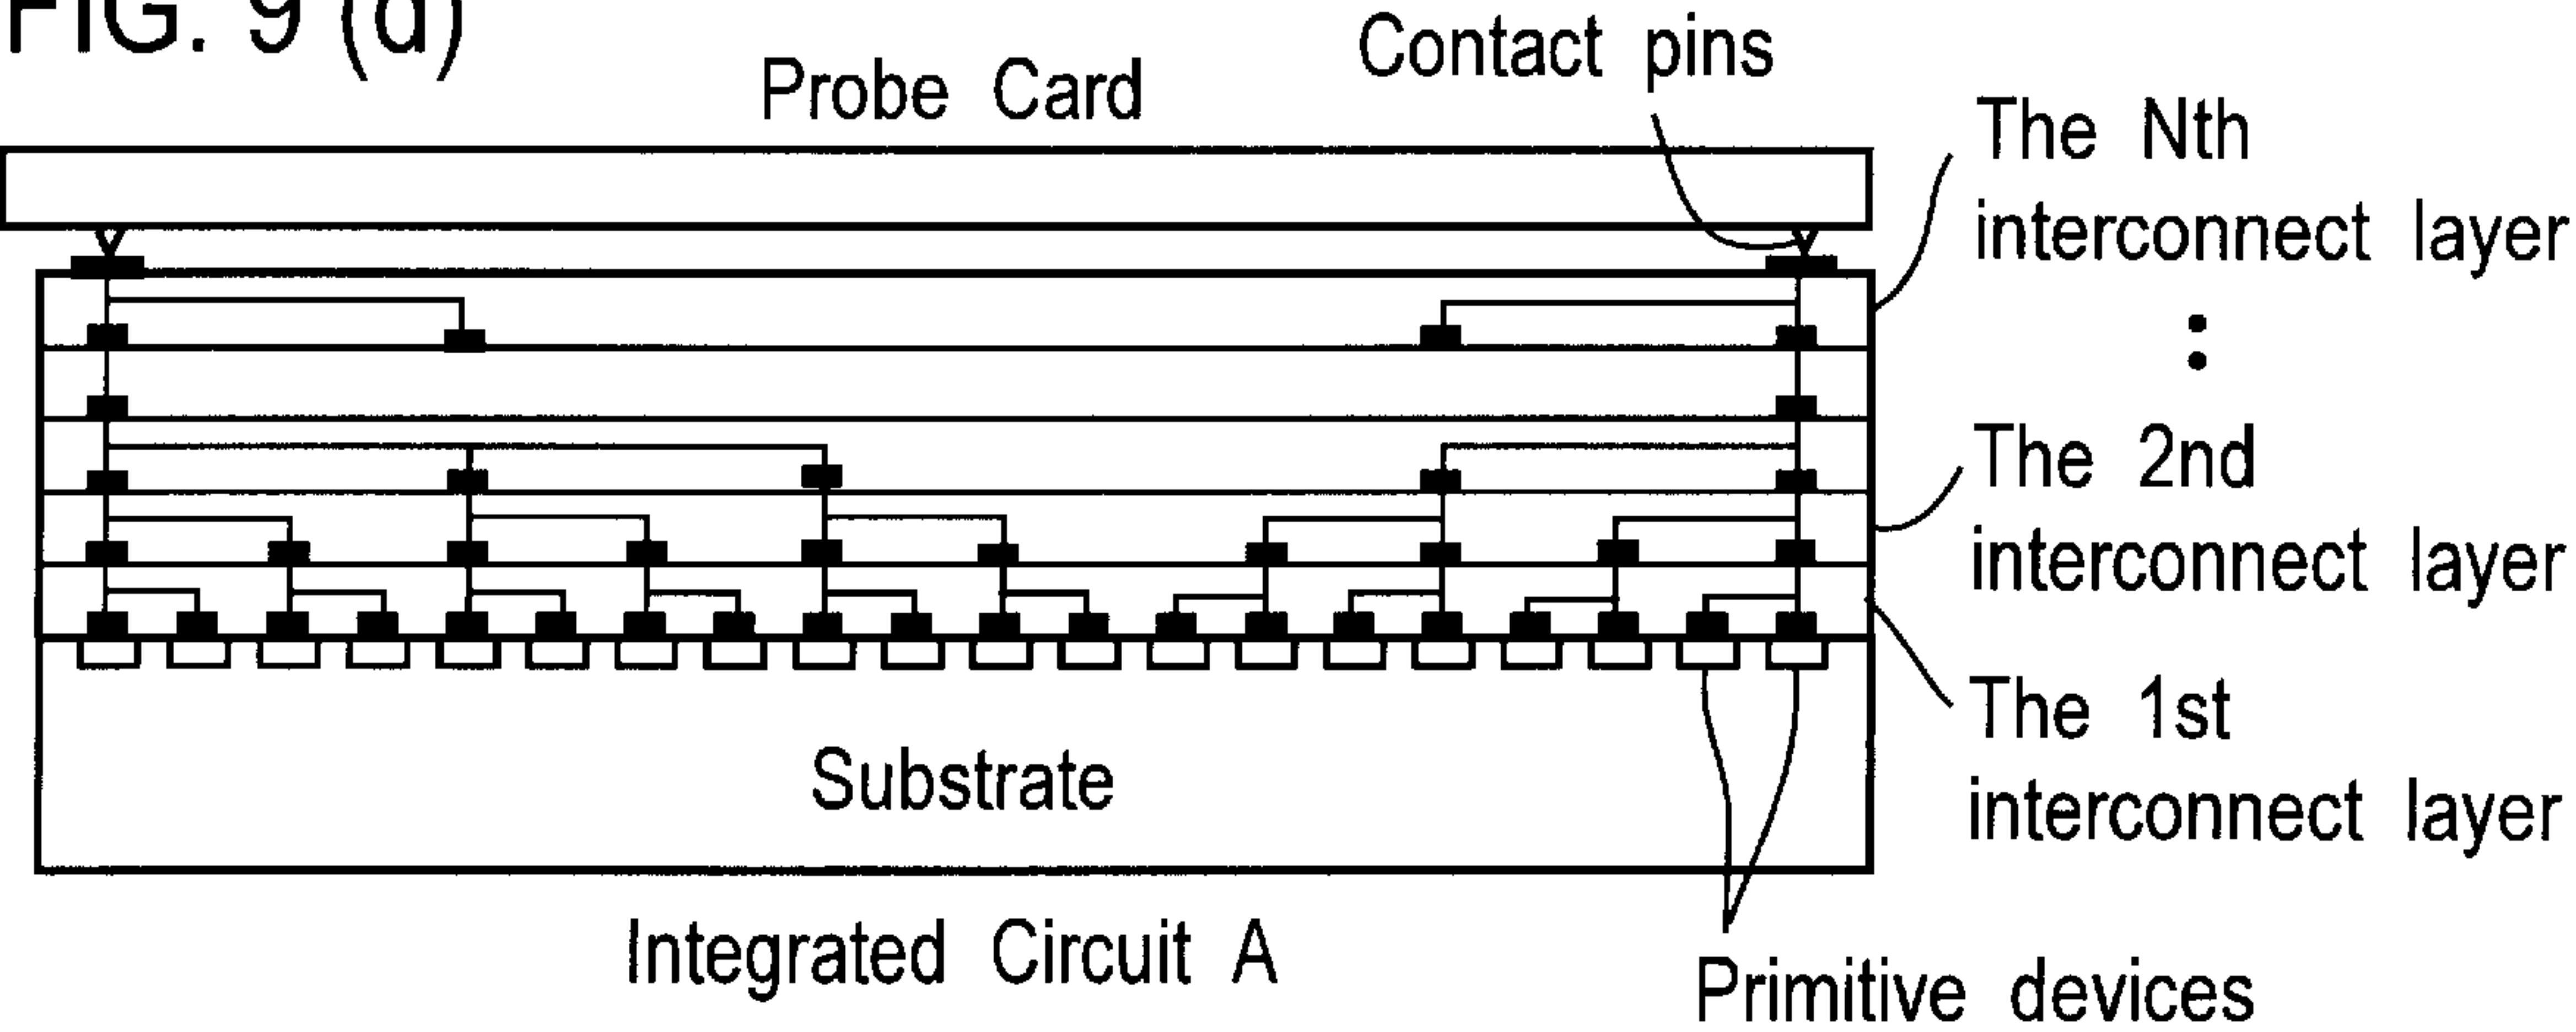 FIG. 9 (d)
Contact pins
Probe Card
The Nth
interconnect layer
The 2nd
interconnect layer
The 1st
interconnect layer
Substrate
Integrated Circuit A
Primitive devices